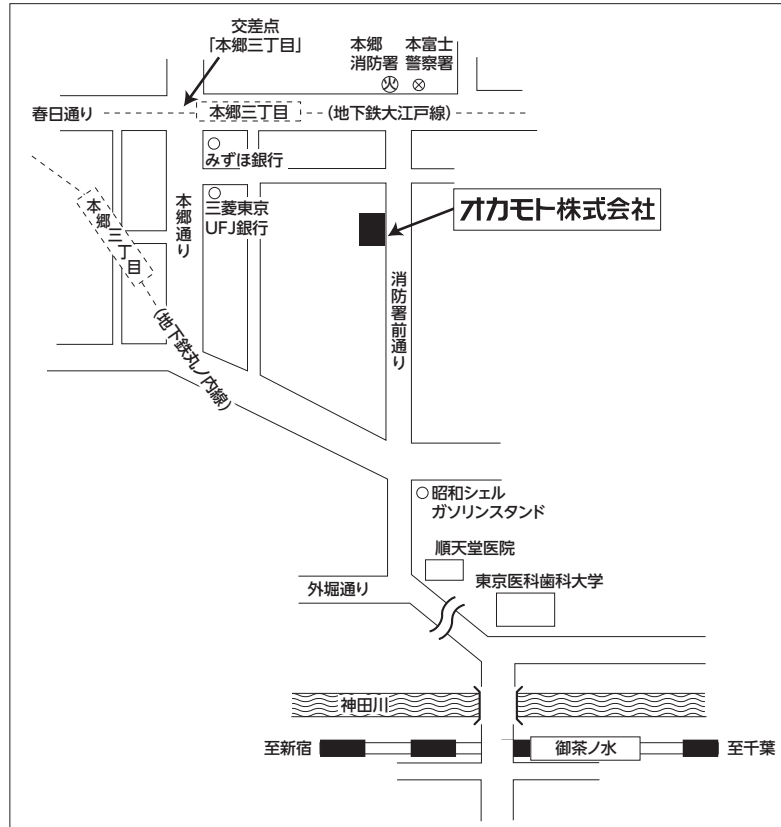 交差点
「本郷三丁目」
本郷
消防署
本富士
警察署
火
春日通り
本郷三丁目
(地下鉄大江戸線)
みずほ銀行
本郷三丁目
本郷通り
三菱東京
UFJ銀行
オカモト株式会社
消防署前通り
(地下鉄丸ノ内線)
昭和シェル
ガソリンスタンド
順天堂医院
東京医科歯科大学
外堀通り
神田川
至新宿
御茶ノ水
至千葉